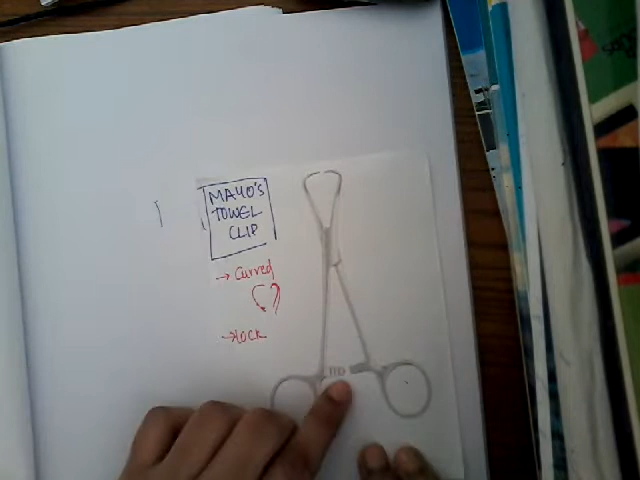 MAYO'S
TOWEL
CLIP
→ Curved
→ lock